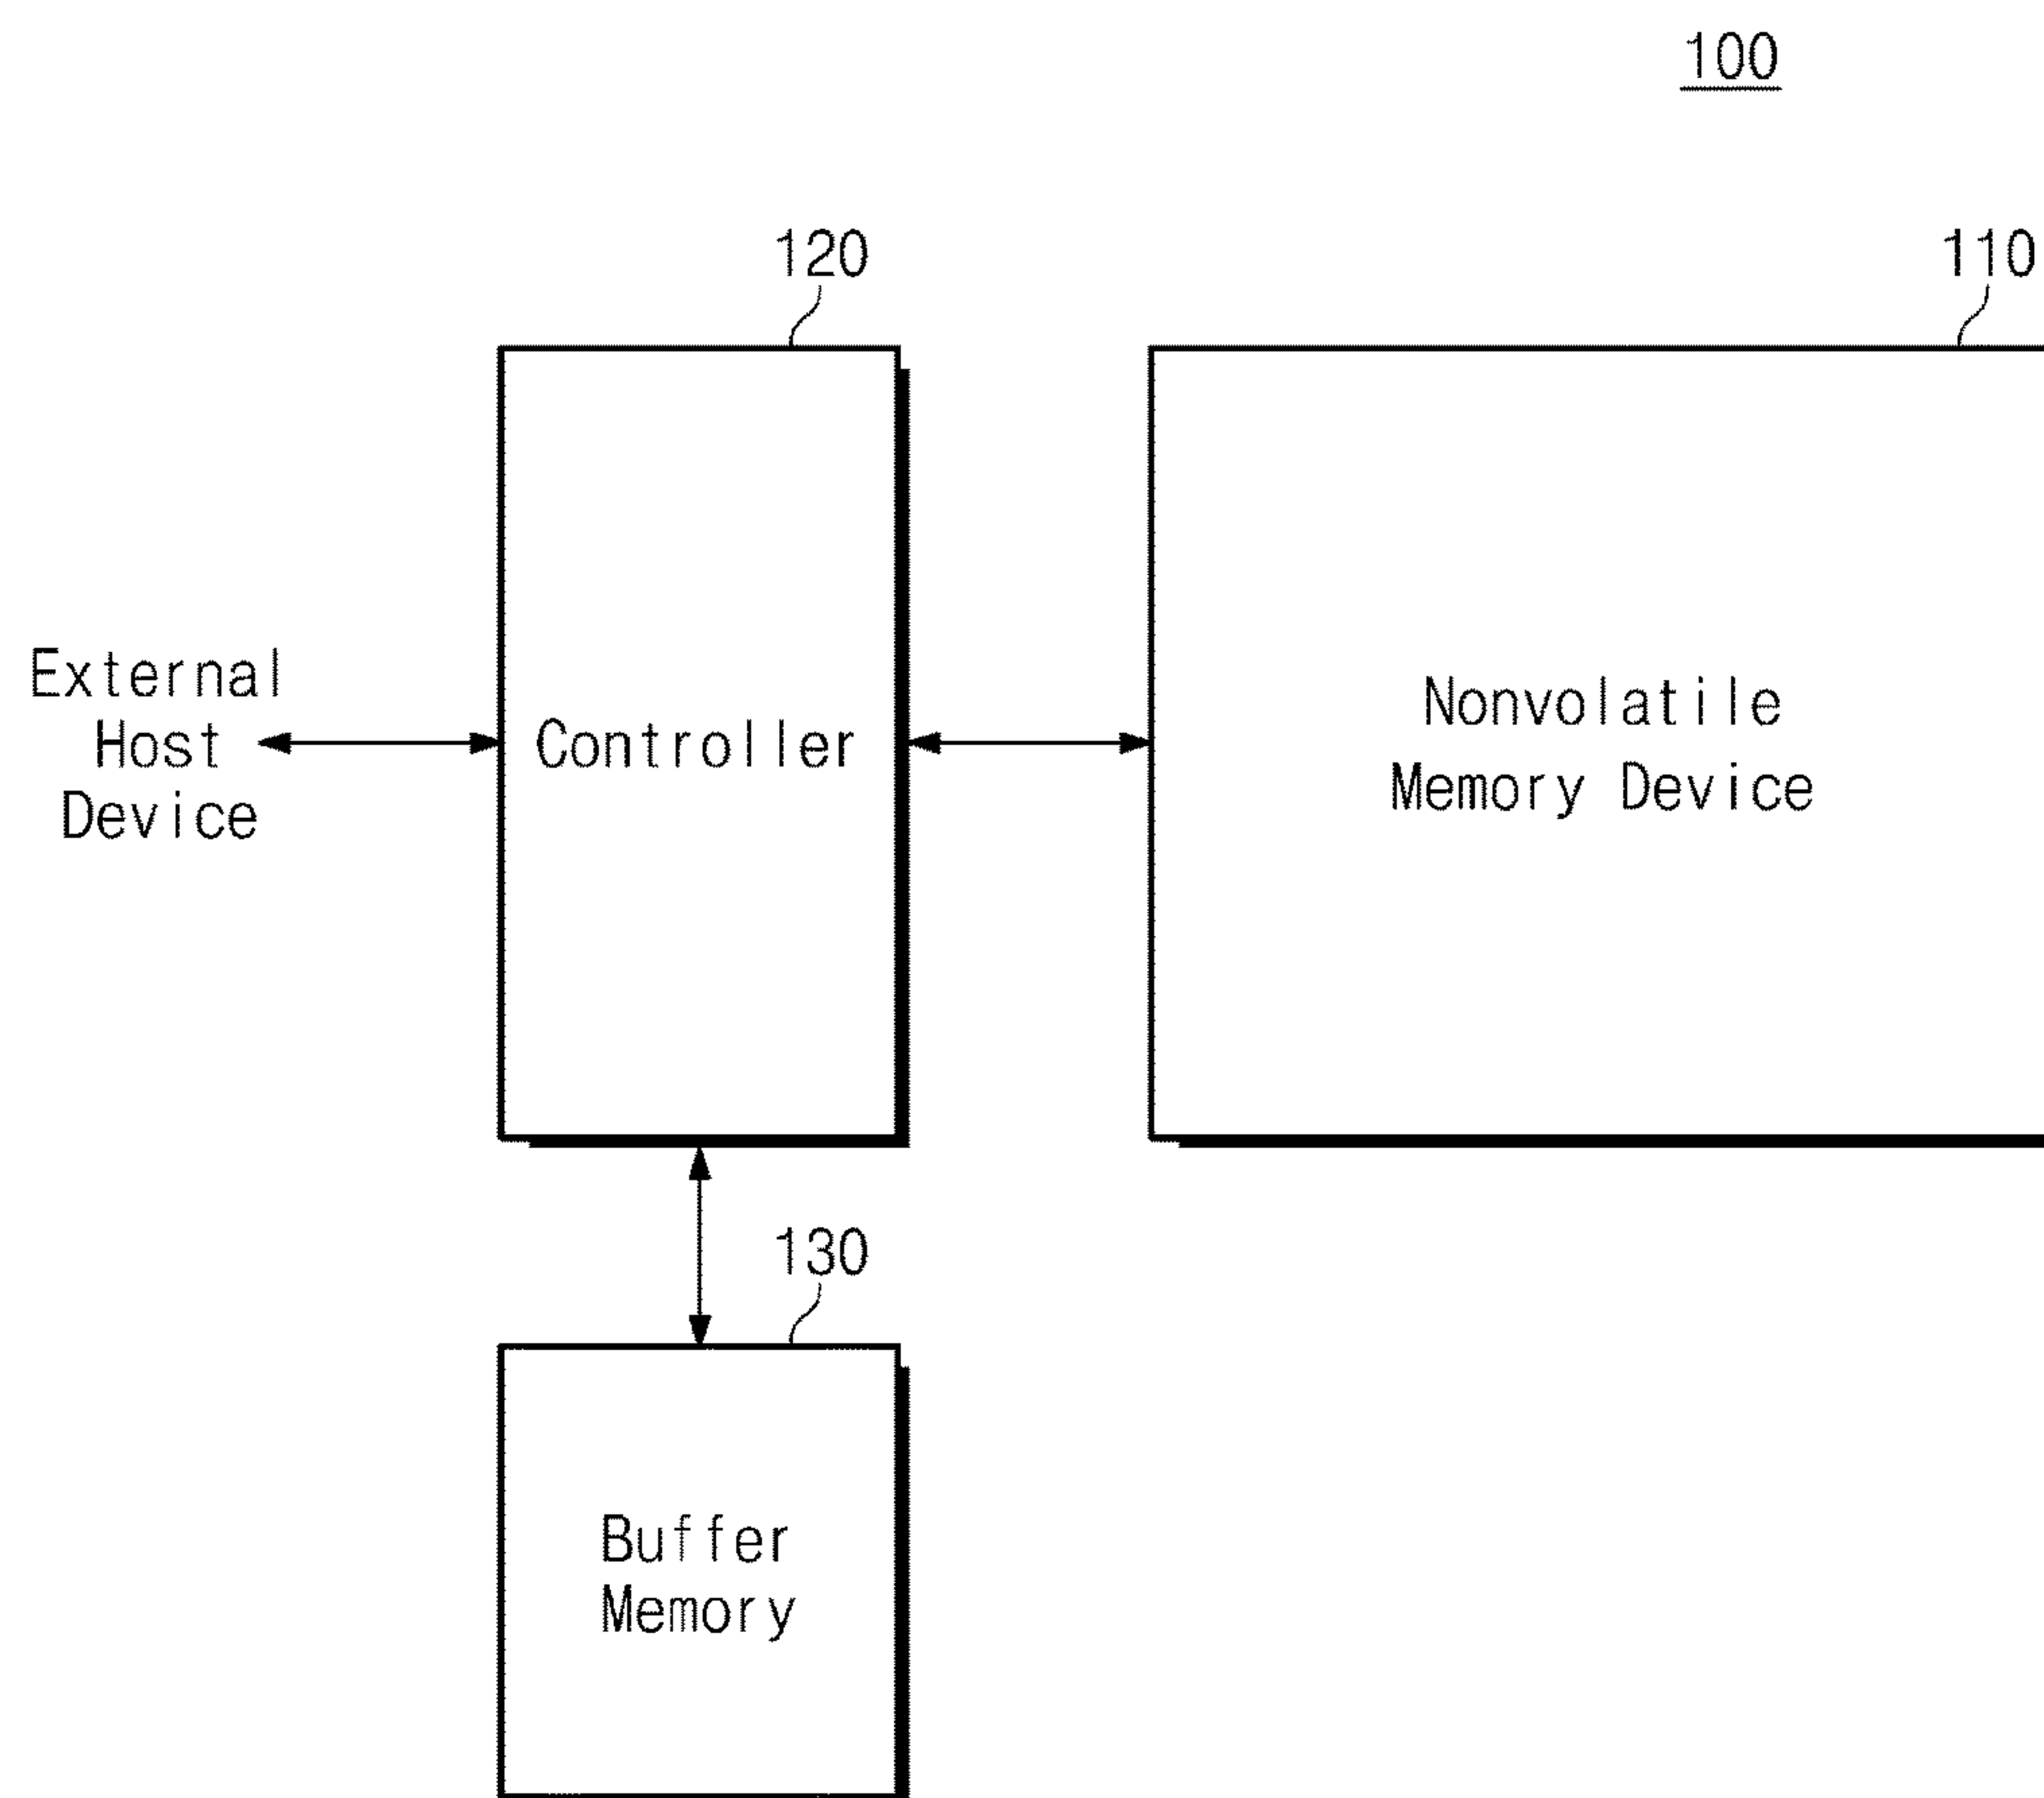 100
120
110
External
Host
Device
Controller
Nonvolatile
Memory Device
130
Buffer
Memory